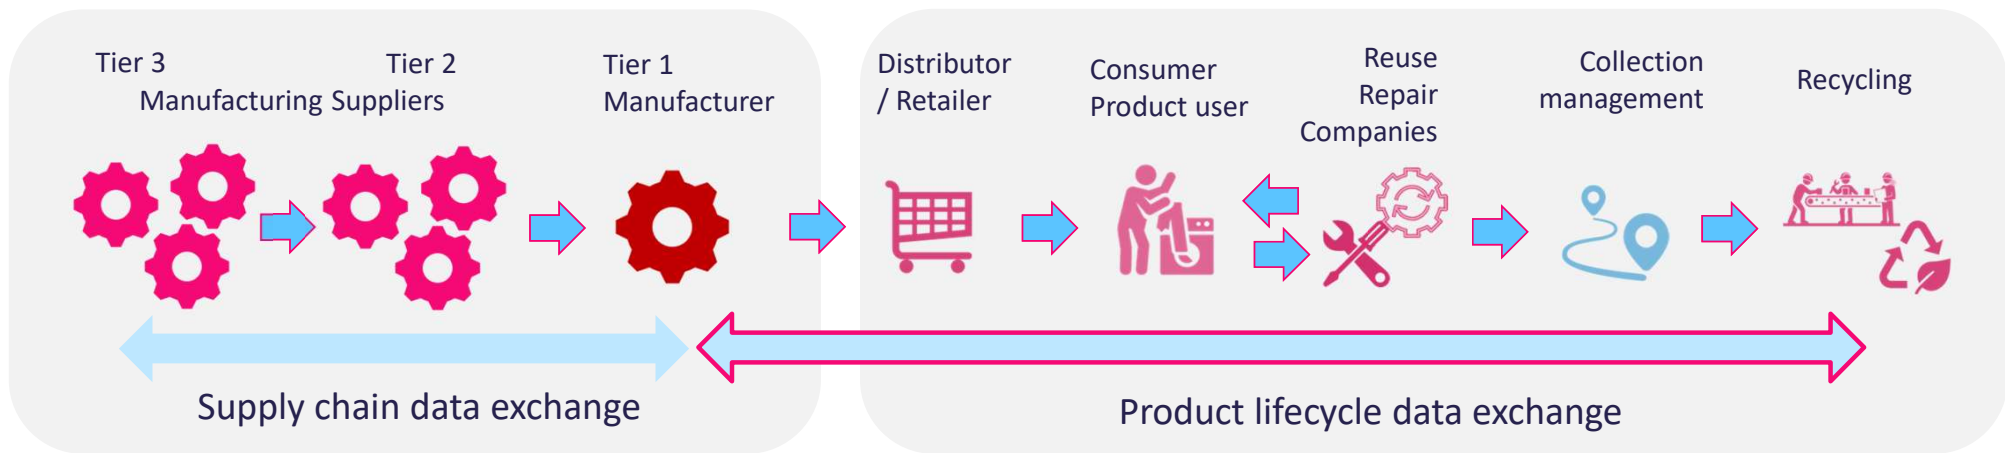 Tier 3
Tier 2
Manufacturing Suppliers
Tier 1
Manufacturer
Distributor
/ Retailer
Consumer
Product user
Reuse
Repair
Companies
Collection
management
Recycling
Supply chain data exchange
Product lifecycle data exchange